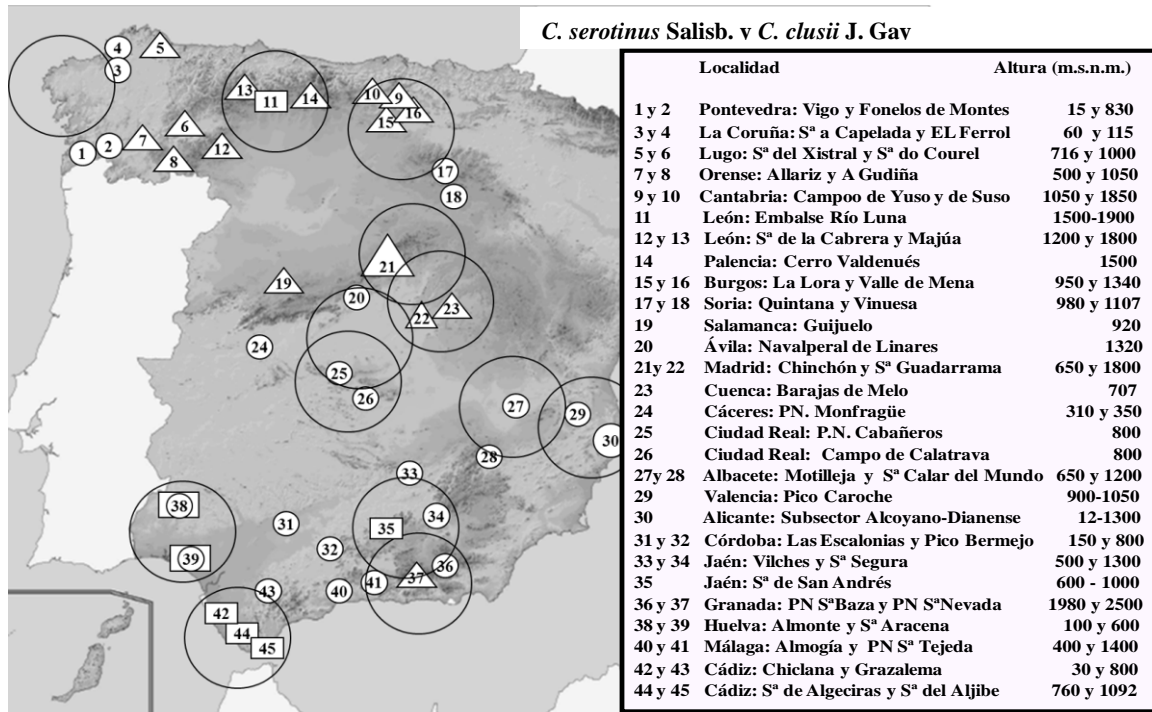 C. serotinus Salisb. y C. clusii J. Gay
Localidad Altura (m.s.n.m.)
1 y 2 Pontevedra: Vigo y Fonelos de Montes 15 y 830
3 y 4 La Coruña: Sª a Capelada y EL Ferrol 60 y 115
5 y 6 Lugo: Sª del Xistral y Sª do Courel 716 y 1000
7 y 8 Orense: Allariz y A Gudiña 500 y 1050
9 y 10 Cantabria: Campoo de Yuso y de Suso 1050 y 1850
11 León: Embalse Río Luna 1500-1900
12 y 13 León: Sª de la Cabrera y Majúa 1200 y 1800
14 Palencia: Cerro Valdenués 1500
15 y 16 Burgos: La Lora y Valle de Mena 950 y 1340
17 y 18 Soria: Quintana y Vinuesa 980 y 1107
19 Salamanca: Guijuelo 920
20 Ávila: Navalperal de Linares 1320
21y 22 Madrid: Chinchón y Sª Guadarrama 650 y 1800
23 Cuenca: Barajas de Melo 707
24 Cáceres: PN. Monfragüe 310 y 350
25 Ciudad Real: P.N. Cabañeros 800
26 Ciudad Real: Campo de Calatrava 800
27y 28 Albacete: Motilleja y Sª Calar del Mundo 650 y 1200
29 Valencia: Pico Caroche 900-1050
30 Alicante: Subsector Alcoyano-Dianense 12-1300
31 y 32 Córdoba: Las Escalonias y Pico Bermejo 150 y 800
33 y 34 Jaén: Vilches y Sª Segura 500 y 1300
35 Jaén: Sª de San Andrés 600 - 1000
36 y 37 Granada: PN SªBaza y PN SªNevada 1980 y 2500
38 y 39 Huelva: Almonte y Sª Aracena 100 y 600
40 y 41 Málaga: Almogía y PN Sª Tejeda 400 y 1400
42 y 43 Cádiz: Chiclana y Grazalema 30 y 800
44 y 45 Cádiz: Sª de Algeciras y Sª del Aljibe 760 y 1092
4
5
3
13
11
14
10
9
16
15
6
7
2
1
8
12
17
18
21
19
20
23
22
24
25
26
27
29
30
28
33
38
31
35
34
39
32
36
37
41
40
43
42
44
45